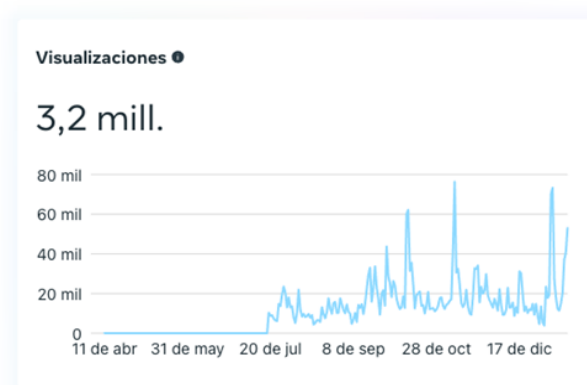 Visualizaciones
3,2 mill.
80 mil
60 mil
40 mil
20 mil
0
11 de abr 31 de may 20 de jul 8 de sep 28 de oct 17 de dic